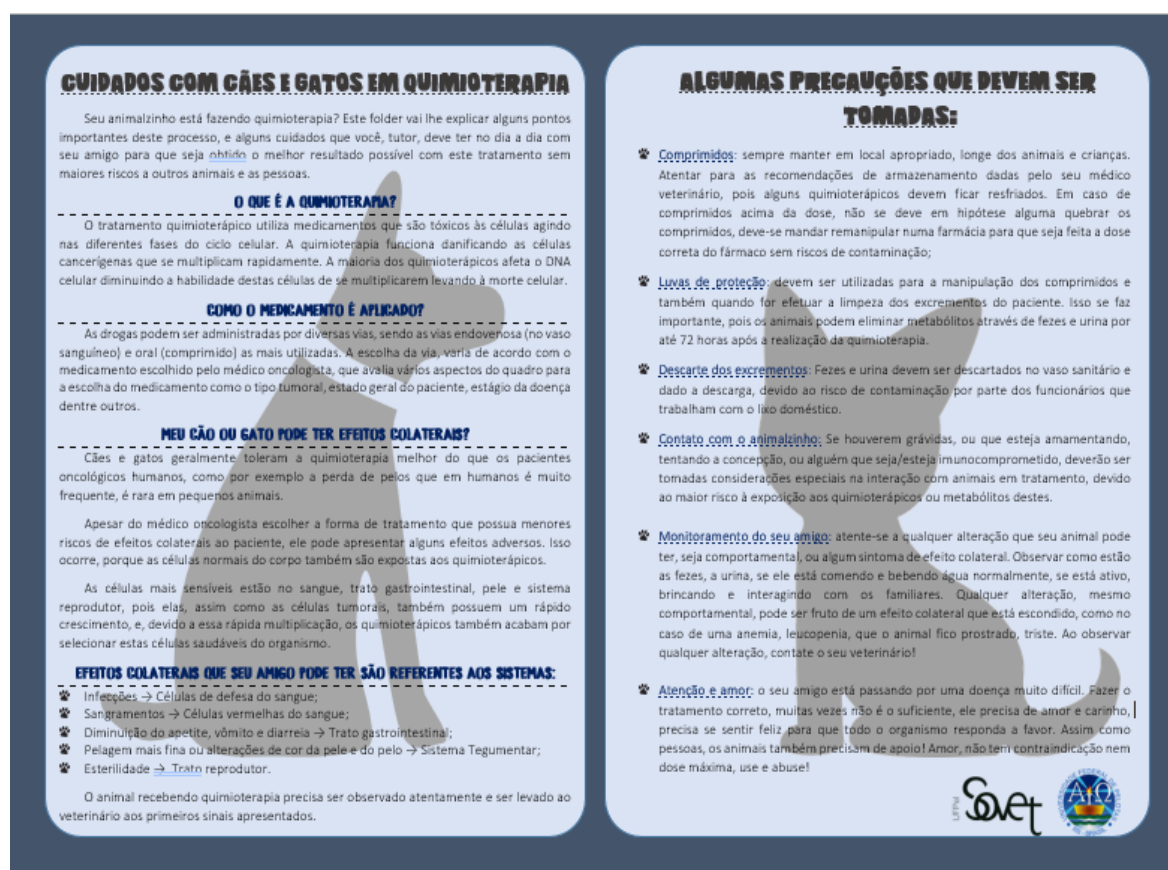 CUIDADOS COM CÃES E GATOS EM QUIMIOTERAPIA
Seu animalzinho está fazendo quimioterapia? Este folder vai lhe explicar alguns pontos
importantes deste processo, e alguns cuidados que você, tutor, deve ter no dia a dia com
seu amigo para que seja obtido o melhor resultado possível com este tratamento sem
maiores riscos a outros animais e as pessoas.
O QUE É A QUIMIOTERAPIA?
O tratamento quimioterápico utiliza medicamentos que são tóxicos às células agindo
nas diferentes fases do ciclo celular. A quimioterapia funciona danificando as células
cancerígenas que se multiplicam rapidamente. A maioria dos quimioterápicos afeta o DNA
celular diminuindo a habilidade destas células de se multiplicarem levando à morte celular.
COMO O MEDICAMENTO É APLICADO?
As drogas podem ser administradas por diversas vias, sendo as vias endovenosa (no vaso
sanguíneo) e oral (comprimido) as mais utilizadas. A escolha da via, varia de acordo com o
medicamento escolhido pelo médico oncologista, que avalia vários aspectos do quadro para
a escolha do medicamento como o tipo tumoral, estado geral do paciente, estágio da doença
dentre outros.
MEU CÃO OU GATO PODE TER EFEITOS COLATERAIS?
Cães e gatos geralmente toleram a quimioterapia melhor do que os pacientes
oncológicos humanos, como por exemplo a perda de pelos que em humanos é muito
frequente, é rara em pequenos animais.
Apesar do médico oncologista escolher a forma de tratamento que possua menores
riscos de efeitos colaterais ao paciente, ele pode apresentar alguns efeitos adversos. Isso
ocorre, porque as células normais do corpo também são expostas aos quimioterápicos.
As células mais sensíveis estão no sangue, trato gastrointestinal, pele e sistema
reprodutor, pois elas, assim como as células tumorais, também possuem um rápido
crescimento, e, devido a essa rápida multiplicação, os quimioterápicos também acabam por
selecionar estas células saudáveis do organismo.
EFEITOS COLATERAIS QUE SEU AMIGO PODE TER SÃO REFERENTES AOS SISTEMAS:
Infecções → Células de defesa do sangue;
Sangramentos → Células vermelhas do sangue;
Diminuição do apetite, vômito e diarreia → Trato gastrointestinal;
Pelagem mais fina ou alterações de cor da pele e do pelo → Sistema Tegumentar;
Esterilidade → Trato reprodutor.
O animal recebendo quimioterapia precisa ser observado atentamente e ser levado ao
veterinário aos primeiros sinais apresentados.
ALGUMAS PRECAUÇÕES QUE DEVEM SER
TOMADAS:
Comprimidos: sempre manter em local apropriado, longe dos animais e crianças.
Atentar para as recomendações de armazenamento dadas pelo seu médico
veterinário, pois alguns quimioterápicos devem ficar resfriados. Em caso de
comprimidos acima da dose, não se deve em hipótese alguma quebrar os
comprimidos, deve-se mandar remanipular numa farmácia para que seja feita a dose
correta do fármaco sem riscos de contaminação;
Luvas de proteção: devem ser utilizadas para a manipulação dos comprimidos e
também quando for efetuar a limpeza dos excrementos do paciente. Isso se faz
importante, pois os animais podem eliminar metabólitos através de fezes e urina por
até 72 horas após a realização da quimioterapia.
Descarte dos excrementos: Fezes e urina devem ser descartados no vaso sanitário e
dado a descarga, devido ao risco de contaminação por parte dos funcionários que
trabalham com o lixo doméstico.
Contato com o animalzinho: Se houverem grávidas, ou que esteja amamentando,
tentando a concepção, ou alguém que seja/esteja imunocomprometido, deverão ser
tomadas considerações especiais na interação com animais em tratamento, devido
ao maior risco à exposição aos quimioterápicos ou metabólitos destes.
Monitoramento do seu amigo: atente-se a qualquer alteração que seu animal pode
ter, seja comportamental, ou algum sintoma de efeito colateral. Observar como estão
as fezes, a urina, se ele está comendo e bebendo água normalmente, se está ativo,
brincando e interagindo com os familiares. Qualquer alteração, mesmo
comportamental, pode ser fruto de um efeito colateral que está escondido, como no
caso de uma anemia, leucopenia, que o animal fico prostrado, triste. Ao observar
qualquer alteração, contate o seu veterinário!
Atenção e amor: o seu amigo está passando por uma doença muito difícil. Fazer o
tratamento correto, muitas vezes não é o suficiente, ele precisa de amor e carinho,
precisa se sentir feliz para que todo o organismo responda a favor. Assim como
pessoas, os animais também precisam de apoio! Amor, não tem contraindicação nem
dose máxima, use e abuse!
UFPel
Sovet
UNIVERSIDADE FEDERAL DE PELOTAS
ΑΩ
RS BRASIL